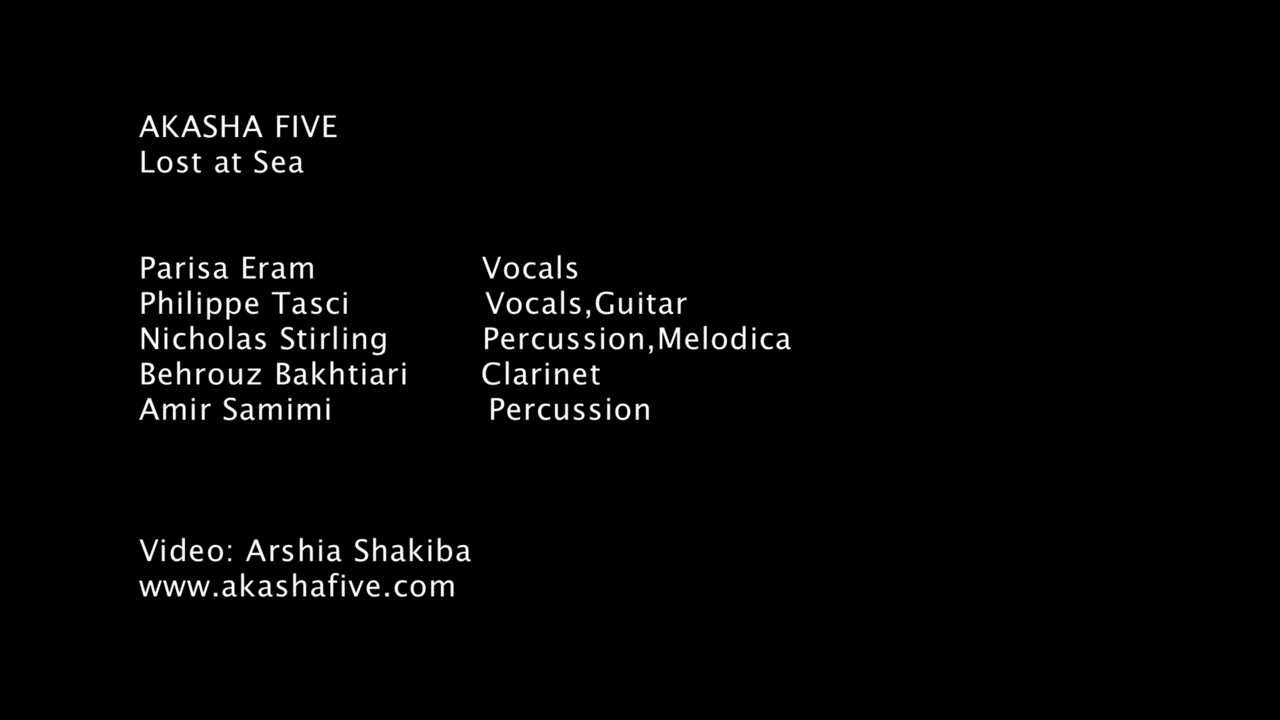 AKASHA FIVE
Lost at Sea
Parisa Eram Vocals
Philippe Tasci Vocals,Guitar
Nicholas Stirling Percussion,Melodica
Behrouz Bakhtiari Clarinet
Amir Samimi Percussion
Video: Arshia Shakiba
www.akashafive.com